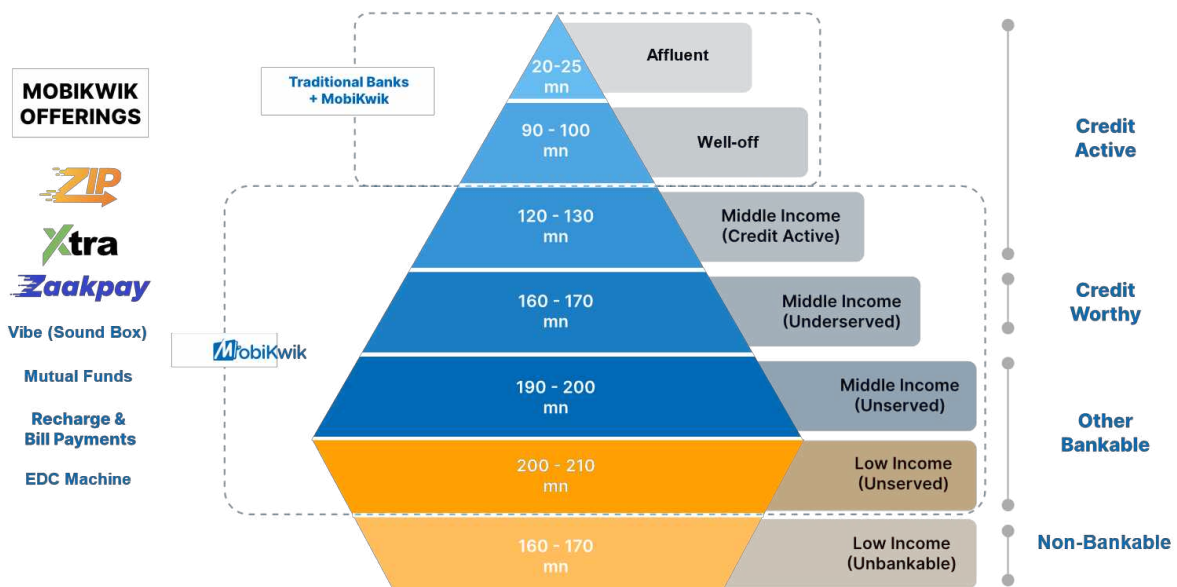 MOBIKWIK
OFFERINGS
ZIP
Xtra
Zaakpay
Vibe (Sound Box)
Mutual Funds
Recharge &
Bill Payments
EDC Machine
Traditional Banks
+ MobiKwik
MobiKwik
20-25
mn
Affluent
90 - 100
mn
Well-off
120 - 130
mn
Middle Income
(Credit Active)
160 - 170
mn
Middle Income
(Underserved)
190 - 200
mn
Middle Income
(Unserved)
200 - 210
mn
Low Income
(Unserved)
160 - 170
mn
Low Income
(Unbankable)
Credit
Active
Credit
Worthy
Other
Bankable
Non-Bankable